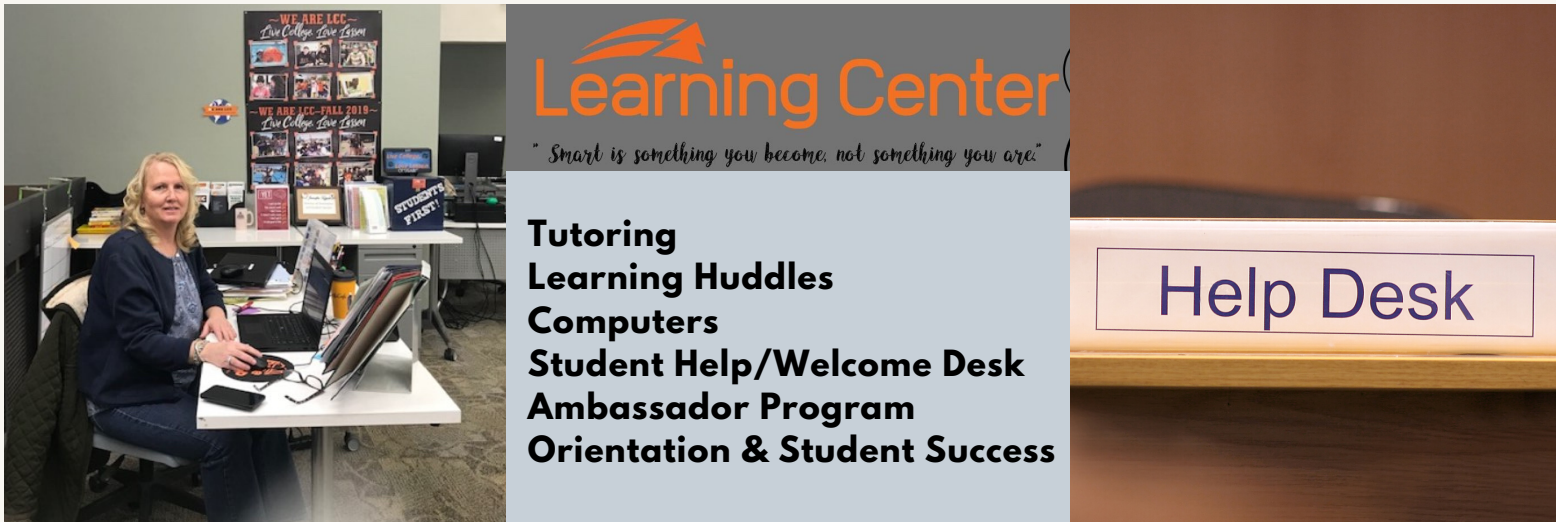 ~WE ARE LCC~
Live College. Love Lassen
~WE ARE LCC-FALL 2019~
Live College. Love Lassen
STUDENTS
FIRST!
Learning Center
" Smart is something you become, not something you are."
Tutoring
Learning Huddles
Computers
Student Help/Welcome Desk
Ambassador Program
Orientation & Student Success
Help Desk